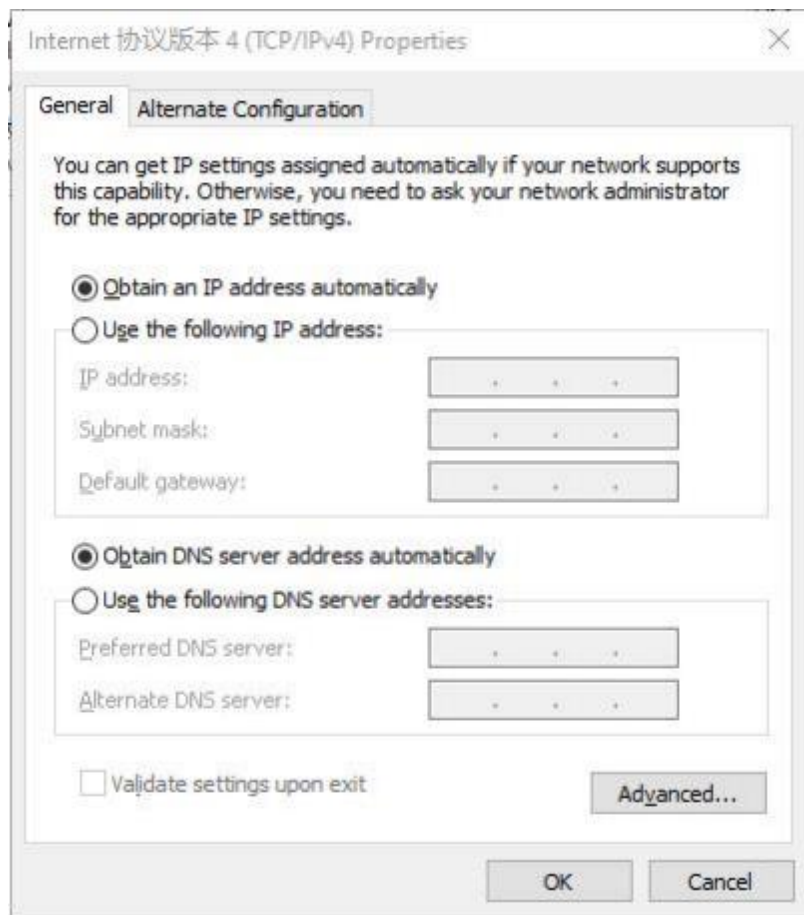 Internet 协议版本 4 (TCP/IPv4) Properties
General
Alternate Configuration
You can get IP settings assigned automatically if your network supports
this capability. Otherwise, you need to ask your network administrator
for the appropriate IP settings.
Obtain an IP address automatically
Use the following IP address:
IP address:
Subnet mask:
Default gateway:
Obtain DNS server address automatically
Use the following DNS server addresses:
Preferred DNS server:
Alternate DNS server:
Validate settings upon exit
Advanced...
OK
Cancel